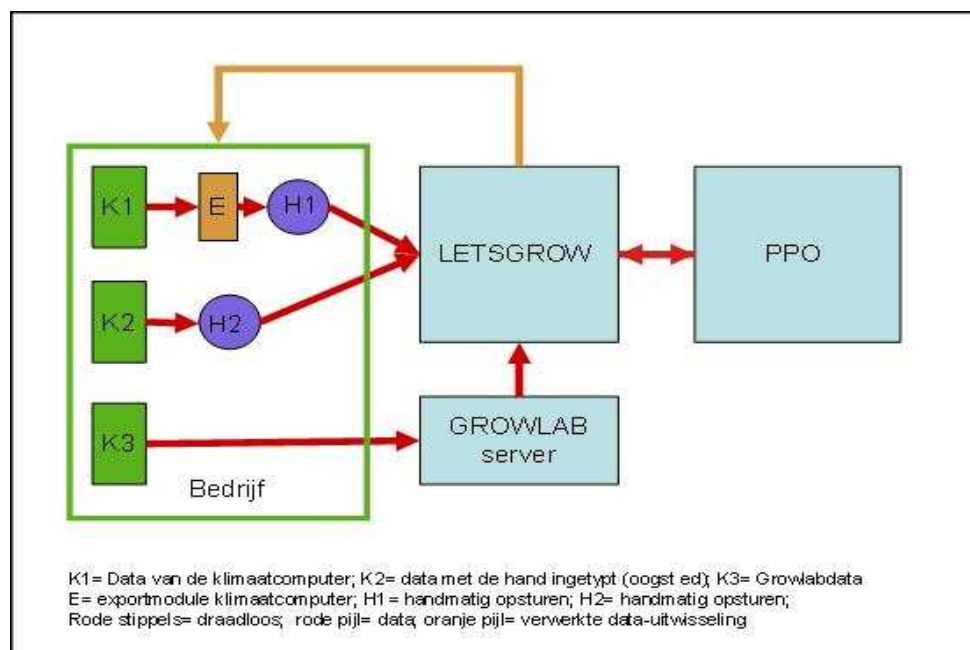 K1
E
H1
LETSGROW
PPO
K2
H2
K3
GROWLAB
server
Bedrijf
K1= Data van de klimaatcomputer; K2= data met de hand ingetypt (oogst ed); K3= Growlabdata
E= exportmodule klimaatcomputer; H1= handmatig opsturen; H2= handmatig opsturen;
Rode stippels= draadloos; rode pijl= data; oranje pijl= verwerkte data-uitwisseling